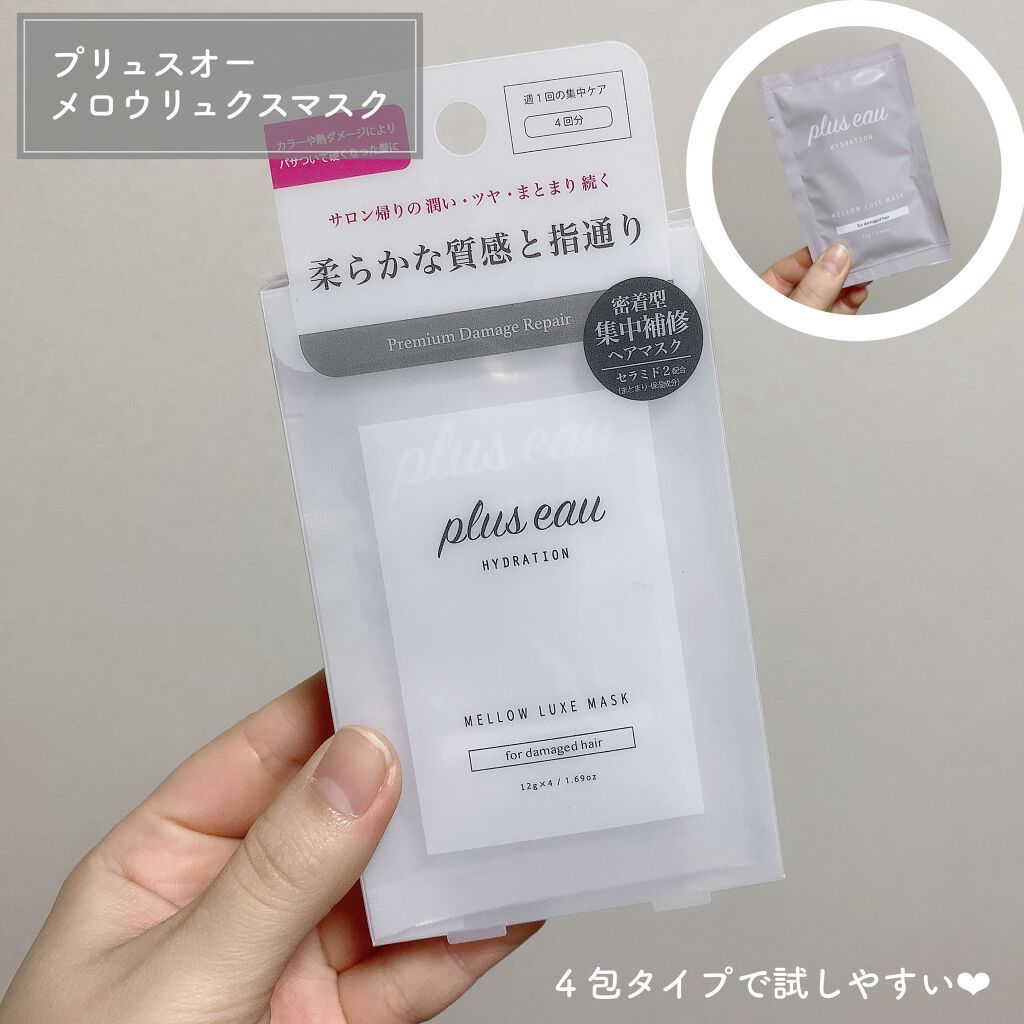 プリュスオー
メロウリュクスマスク
カラーや熱ダメージにより
パサついて硬くなった髪に
週1回の集中ケア
4回分
サロン帰りの潤い・ツヤ・まとまり続く
柔らかな質感と指通り
Premium Damage Repair
密着型
集中補修
ヘアマスク
セラミド2配合
(まとまり・保湿成分)
plus eau
plus eau
HYDRATION
MELLOW LUXE MASK
for damaged hair
12g×4 / 1.69oz
plus eau
HYDRATION
MELLOW LUXE MASK
for damaged hair
12g / 0.42oz
4包タイプで試しやすい❤